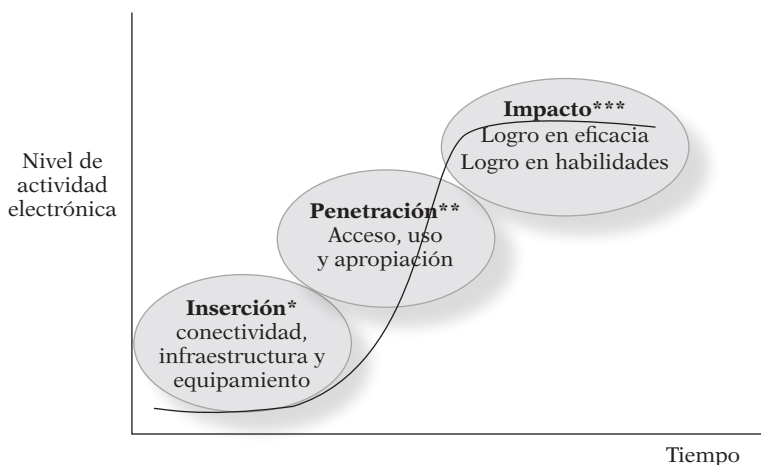 Impacto***
Logro en eficacia
Logro en habilidades
Nivel de
actividad
electrónica
Penetración**
Acceso, uso
y apropiación
Inserción*
conectividad,
infraestructura y
equipamiento
Tiempo